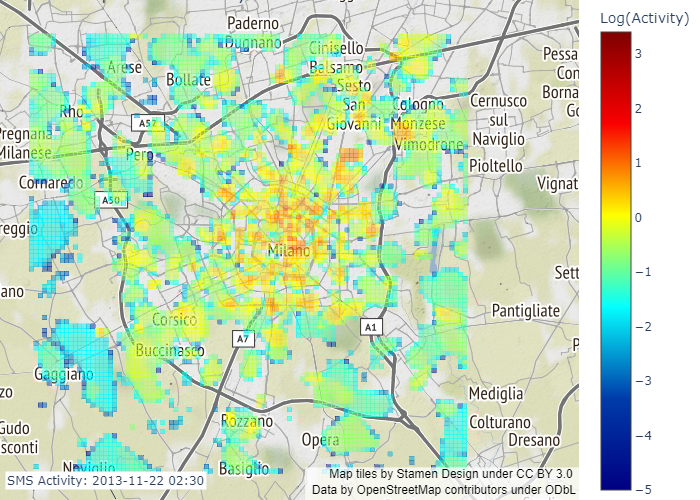 Log(Activity)
Paderno
Dugnano
Cinisello
Balsamo
Arese
Bollate
Sesto
San
Giovanni
Cologno
Monzese
Vimodrone
Cernusco
sul
Naviglio
Pessa
Con
Borna
Go
Rho
A52
Pregnana
Milanese
Pero
Pioltello
Cornaredo
A50
Vignat
reggio
Milano
Sett
ano
Pantigliate
Corsico
A7
A1
Buccinasco
P
Gaggiano
zo
Mediglia
Rozzano
Colturano
Gudo
sconti
Opera
Dresano
Noviglio
Basiglio
3
2
1
0
−1
−2
−3
−4
−5
SMS Activity: 2013-11-22 02:30
Map tiles by Stamen Design under CC BY 3.0
Data by OpenStreetMap contributors under ODbL